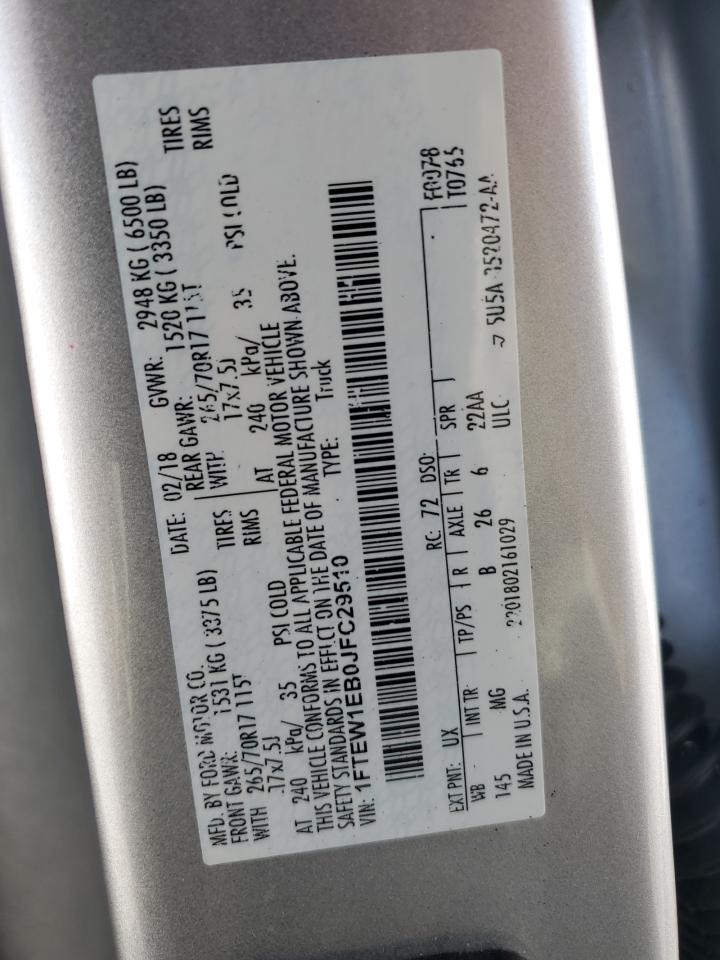 MFD. BY FORD MOTOR CO.
DATE: 02/18 GVWR: 2948 KG ( 6500 LB)
FRONT GAWR: 1531 KG ( 3375 LB) REAR GAWR: 1520 KG ( 3350 LB)
WITH 265/70R17 115T TIRES WITH 265/70R17 115T TIRES
17x7.5J RIMS 17x7.5J RIMS
AT 240 kPa/ 35 PSI COLD AT 240 kPa/ 35 PSI COLD
THIS VEHICLE CONFORMS TO ALL APPLICABLE FEDERAL MOTOR VEHICLE
SAFETY STANDARDS IN EFFECT ON THE DATE OF MANUFACTURE SHOWN ABOVE.
VIN: 1FTEW1EB0JFC29510 TYPE: Truck
F0078
T0765
EXT PNT: UX RC: 72 DSO:
WB INT TR TP/PS R AXLE TR SPR
145 MG B 26 6 22AA
MADE IN U.S.A. ULC
5U5A